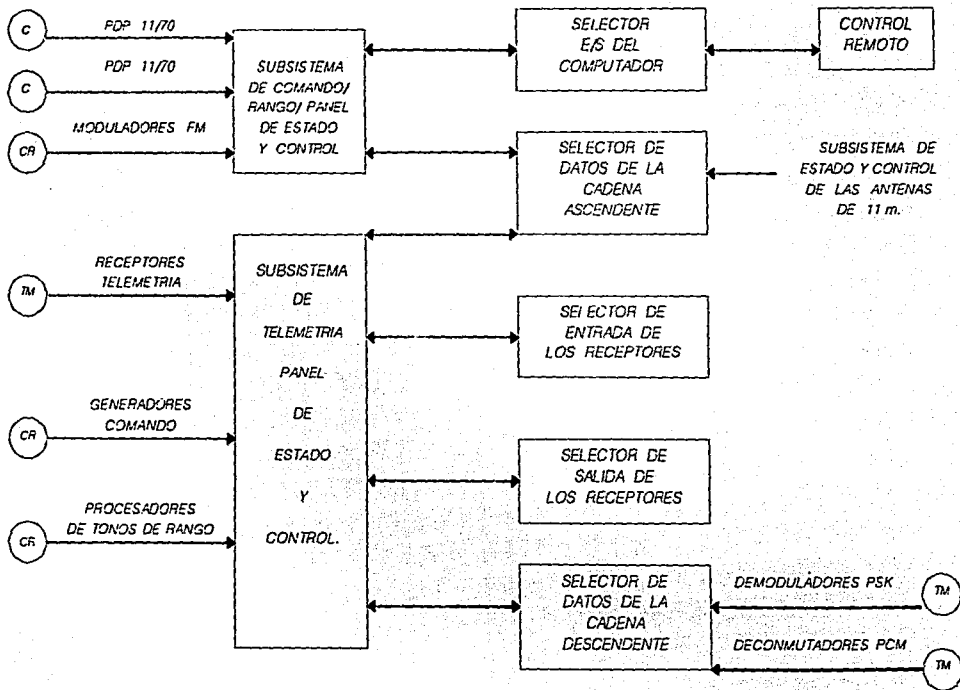 C
PDP 11/70
C
PDP 11/70
CR
MODULADORES FM
SUBSISTEMA
DE COMANDO/
RANGO/ PANEL
DE ESTADO
Y CONTROL
SELECTOR
E/S DEL
COMPUTADOR
CONTROL
REMOTO
SELECTOR DE
DATOS DE LA
CADENA
ASCENDENTE
SUBSISTEMA DE
ESTADO Y CONTROL
DE LAS ANTENAS
DE 11 m.
TM
RECEPTORES
TELEMETRIA
CR
GENERADORES
COMANDO
CR
PROCESADORES
DE TONOS DE RANGO
SUBSISTEMA
DE
TELEMETRIA
PANEL
DE
ESTADO
Y
CONTROL.
SELECTOR DE
ENTRADA DE
LOS RECEPTORES
SELECTOR DE
SALIDA DE
LOS RECEPTORES
SELECTOR DE
DATOS DE LA
CADENA
DESCENDENTE
DEMODULADORES PSK
TM
DECONMUTADORES PCM
TM